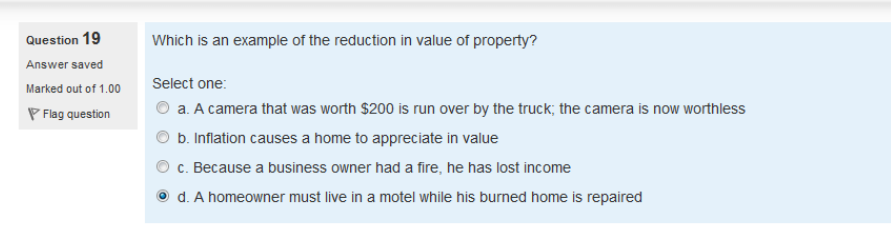 Question 19
Answer saved
Marked out of 1.00
Flag question
Which is an example of the reduction in value of property?
Select one:
a. A camera that was worth $200 is run over by the truck; the camera is now worthless
b. Inflation causes a home to appreciate in value
c. Because a business owner had a fire, he has lost income
d. A homeowner must live in a motel while his burned home is repaired